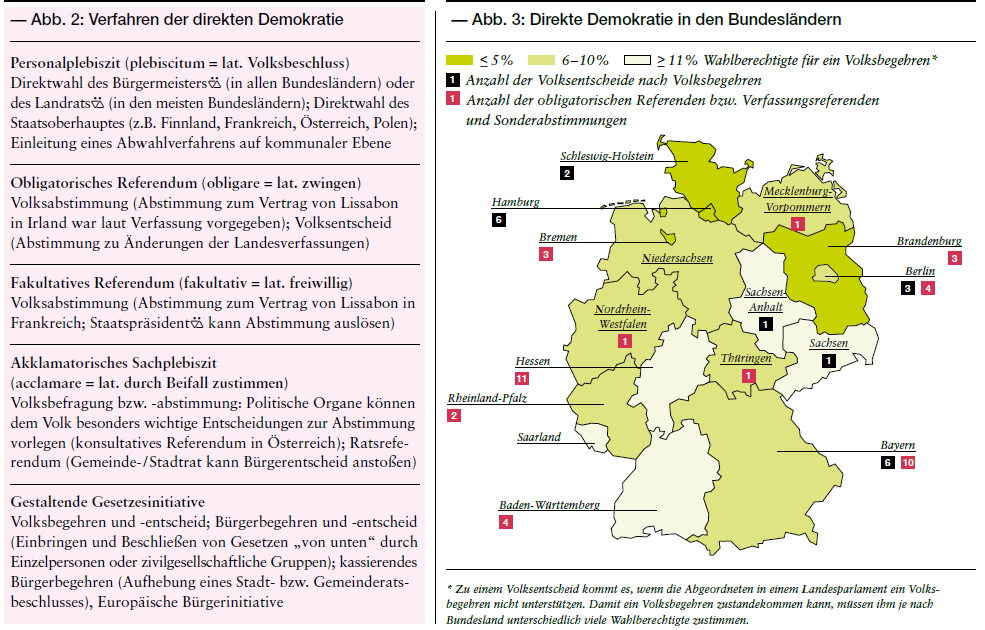 — Abb. 2: Verfahren der direkten Demokratie
Personalplebiszit (plebiscitum = lat. Volksbeschluss)
Direktwahl des Bürgermeisters (in allen Bundesländern) oder
des Landrats (in den meisten Bundesländern); Direktwahl des
Staatsoberhauptes (z.B. Finnland, Frankreich, Österreich, Polen);
Einleitung eines Abwahlverfahrens auf kommunaler Ebene
Obligatorisches Referendum (obligare = lat. zwingen)
Volksabstimmung (Abstimmung zum Vertrag von Lissabon
in Irland war laut Verfassung vorgegeben); Volksentscheid
(Abstimmung zu Änderungen der Landesverfassungen)
Fakultatives Referendum (fakultativ = lat. freiwillig)
Volksabstimmung (Abstimmung zum Vertrag von Lissabon in
Frankreich; Staatspräsident kann Abstimmung auslösen)
Akklamatorisches Sachplebiszit
(acclamare = lat. durch Beifall zustimmen)
Volksbefragung bzw. -abstimmung: Politische Organe können
dem Volk besonders wichtige Entscheidungen zur Abstimmung
vorlegen (konsultatives Referendum in Österreich); Ratsrefe-
rendum (Gemeinde-/Stadtrat kann Bürgerentscheid anstoßen)
Gestaltende Gesetzesinitiative
Volksbegehren und -entscheid; Bürgerbegehren und -entscheid
(Einbringen und Beschließen von Gesetzen „von unten“ durch
Einzelpersonen oder zivilgesellschaftliche Gruppen); kassierendes
Bürgerbegehren (Aufhebung eines Stadt- bzw. Gemeinderats-
beschlusses), Europäische Bürgerinitiative
— Abb. 3: Direkte Demokratie in den Bundesländern
≤ 5% 6–10% ≥ 11% Wahlberechtigte für ein Volksbegehren*
1 Anzahl der Volksentscheide nach Volksbegehren
1 Anzahl der obligatorischen Referenden bzw. Verfassungsreferenden
und Sonderabstimmungen
Schleswig-Holstein
2
Mecklenburg-
Vorpommern
1
Hamburg
6
Bremen
3
Niedersachsen
Brandenburg
3
Berlin
3 4
Sachsen-
Anhalt
1
Nordrhein-
Westfalen
1
Sachsen
1
Thüringen
1
Hessen
11
Rheinland-Pfalz
2
Saarland
Bayern
6 10
Baden-Württemberg
4
* Zu einem Volksentscheid kommt es, wenn die Abgeordneten in einem Landesparlament ein Volks-
begehren nicht unterstützen. Damit ein Volksbegehren zustandekommen kann, müssen ihm je nach
Bundesland unterschiedlich viele Wahlberechtigte zustimmen.